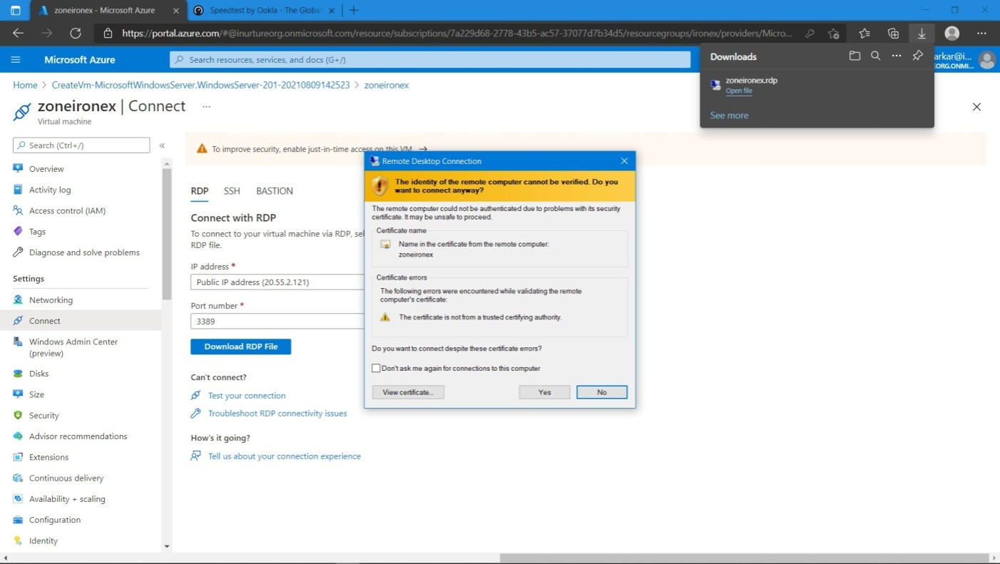 zoneironex - Microsoft Azure
Speedtest by Ookla - The Global
https://portal.azure.com/#@inurtureorg.onmicrosoft.com/resource/subscriptions/7a229d68-2778-43b5-ac57-37077d7b34d5/resourcegroups/ironex/providers/Micro...
Microsoft Azure
Search resources, services, and docs (G+/)
arkar@i...
EORG.ONMI...
Downloads
zoneironex.rdp
Open file
See more
Home > CreateVm-MicrosoftWindowsServer.WindowsServer-201-20210809142523 > zoneironex
zoneironex | Connect ...
Virtual machine
Search (Ctrl+/)
«
Overview
Activity log
Access control (IAM)
Tags
Diagnose and solve problems
Settings
Networking
Connect
Windows Admin Center
(preview)
Disks
Size
Security
Advisor recommendations
Extensions
Continuous delivery
Availability + scaling
Configuration
Identity
To improve security, enable just-in-time access on this VM →
RDP SSH BASTION
Connect with RDP
To connect to your virtual machine via RDP, sel
RDP file.
IP address *
Public IP address (20.55.2.121)
Port number *
3389
Download RDP File
Can't connect?
Test your connection
Troubleshoot RDP connectivity issues
How's it going?
Tell us about your connection experience
Remote Desktop Connection
The identity of the remote computer cannot be verified. Do you
want to connect anyway?
The remote computer could not be authenticated due to problems with its security
certificate. It may be unsafe to proceed.
Certificate name
Name in the certificate from the remote computer:
zoneironex
Certificate errors
The following errors were encountered while validating the remote
computer's certificate:
The certificate is not from a trusted certifying authority.
Do you want to connect despite these certificate errors?
Don't ask me again for connections to this computer
View certificate...
Yes
No